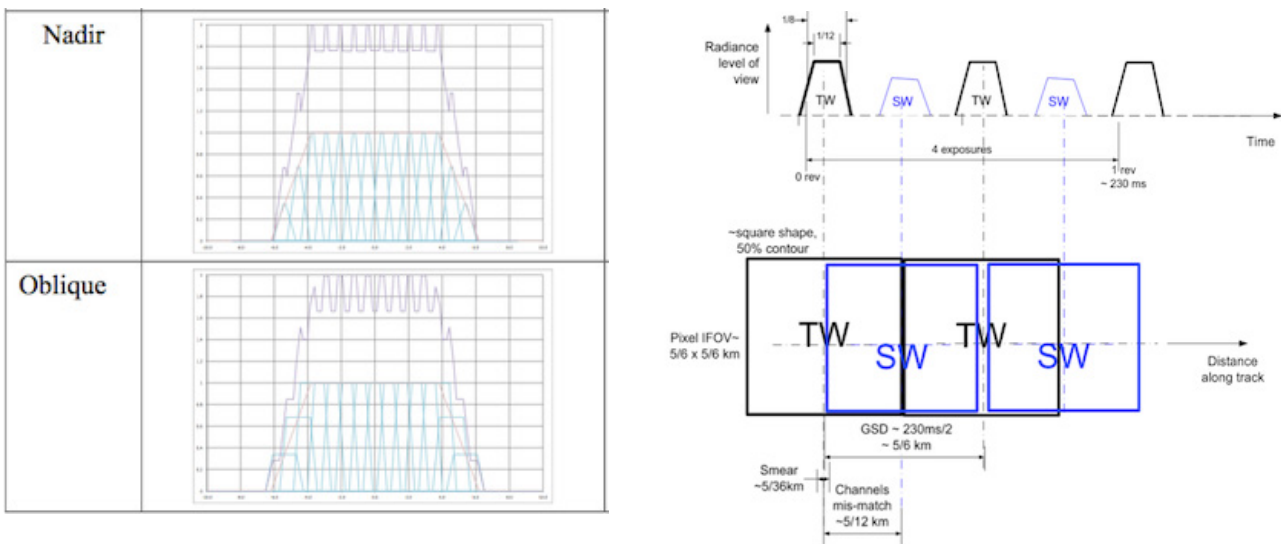 Nadir
Oblique
1/8
1/12
Radiance
level of
view
TW
SW
TW
SW
Time
4 exposures
0 rev
1 rev
~ 230 ms
~square shape,
50% contour
Pixel IFOV~
5/6 x 5/6 km
TW
SW
TW
SW
Distance
along track
GSD ~ 230ms/2
~ 5/6 km
Smear
~5/36km
Channels
mis-match
~5/12 km